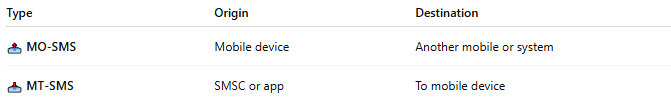 Type Origin Destination
MO-SMS Mobile device Another mobile or system
MT-SMS SMSC or app To mobile device